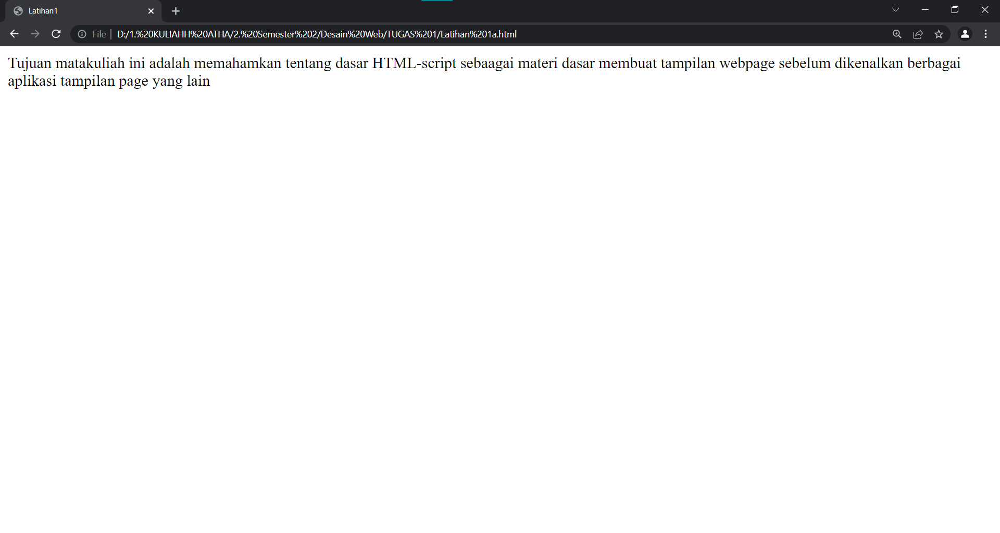 Latihan1
File
D:/1.%20KULIAHH%20ATHA/2.%20Semester%202/Desain%20Web/TUGAS%201/Latihan%201a.html
Tujuan matakuliah ini adalah memahamkan tentang dasar HTML-script sebaagai materi dasar membuat tampilan webpage sebelum dikenalkan berbagai
aplikasi tampilan page yang lain